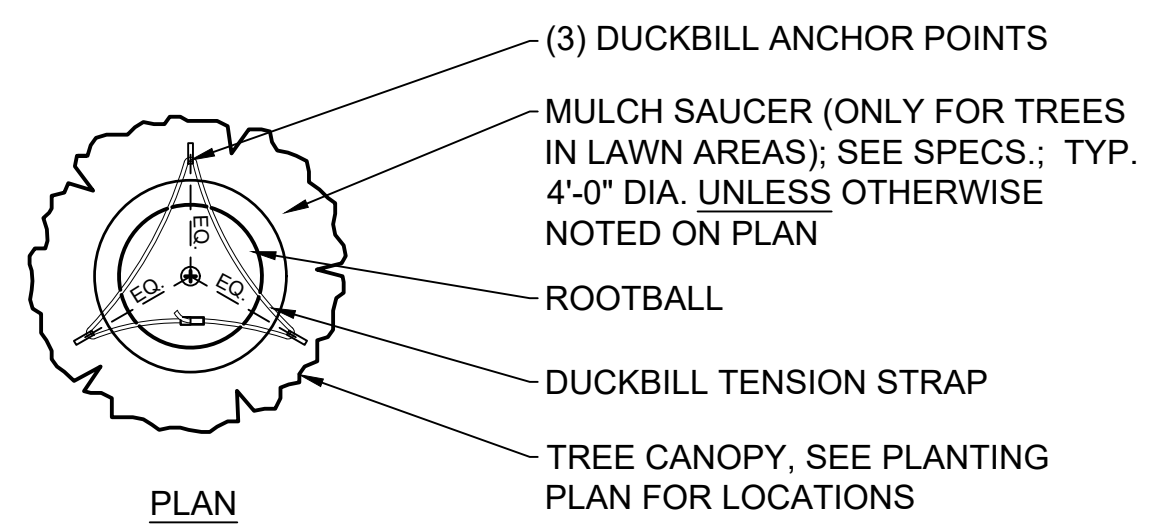 (3) DUCKBILL ANCHOR POINTS
MULCH SAUCER (ONLY FOR TREES
IN LAWN AREAS); SEE SPECS.; TYP.
4'-0" DIA. UNLESS OTHERWISE
NOTED ON PLAN
EQ.
EQ.
EQ.
ROOTBALL
DUCKBILL TENSION STRAP
TREE CANOPY, SEE PLANTING
PLAN FOR LOCATIONS
PLAN